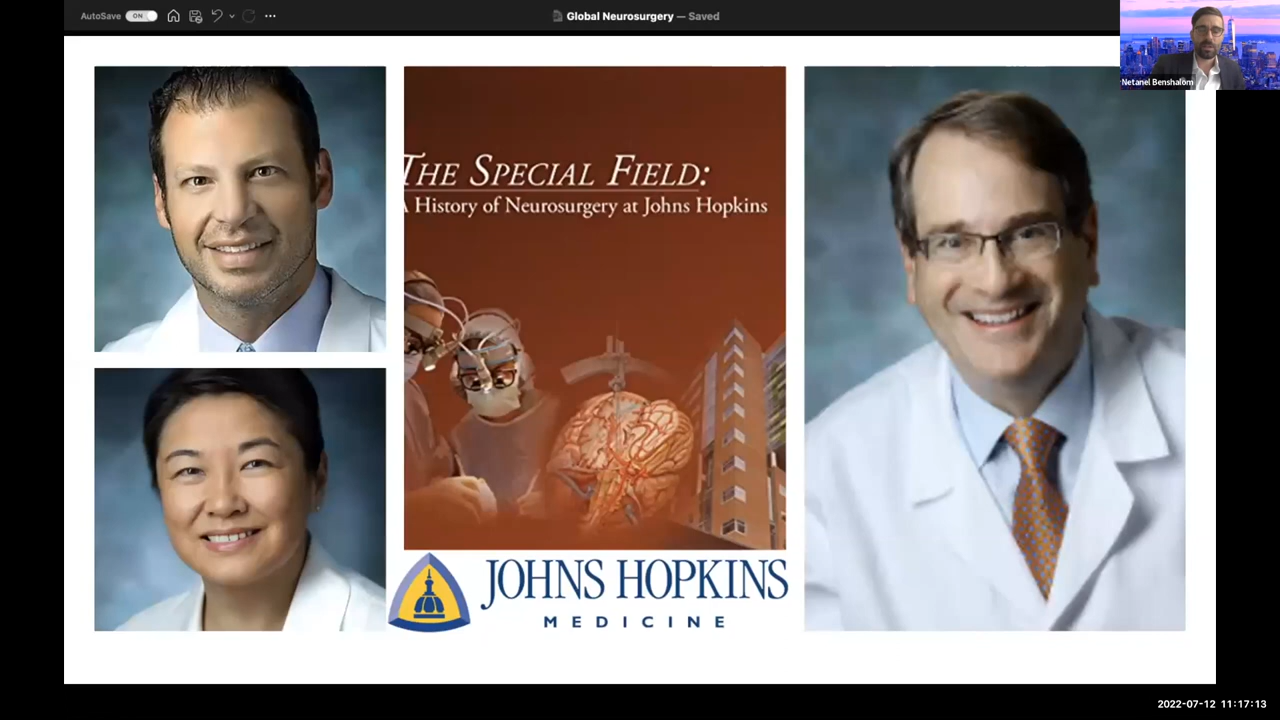 AutoSave ON
Global Neurosurgery — Saved
Netanel Benshalom
THE SPECIAL FIELD:
A History of Neurosurgery at Johns Hopkins
JOHNS HOPKINS
MEDICINE
2022-07-12 11:17:13